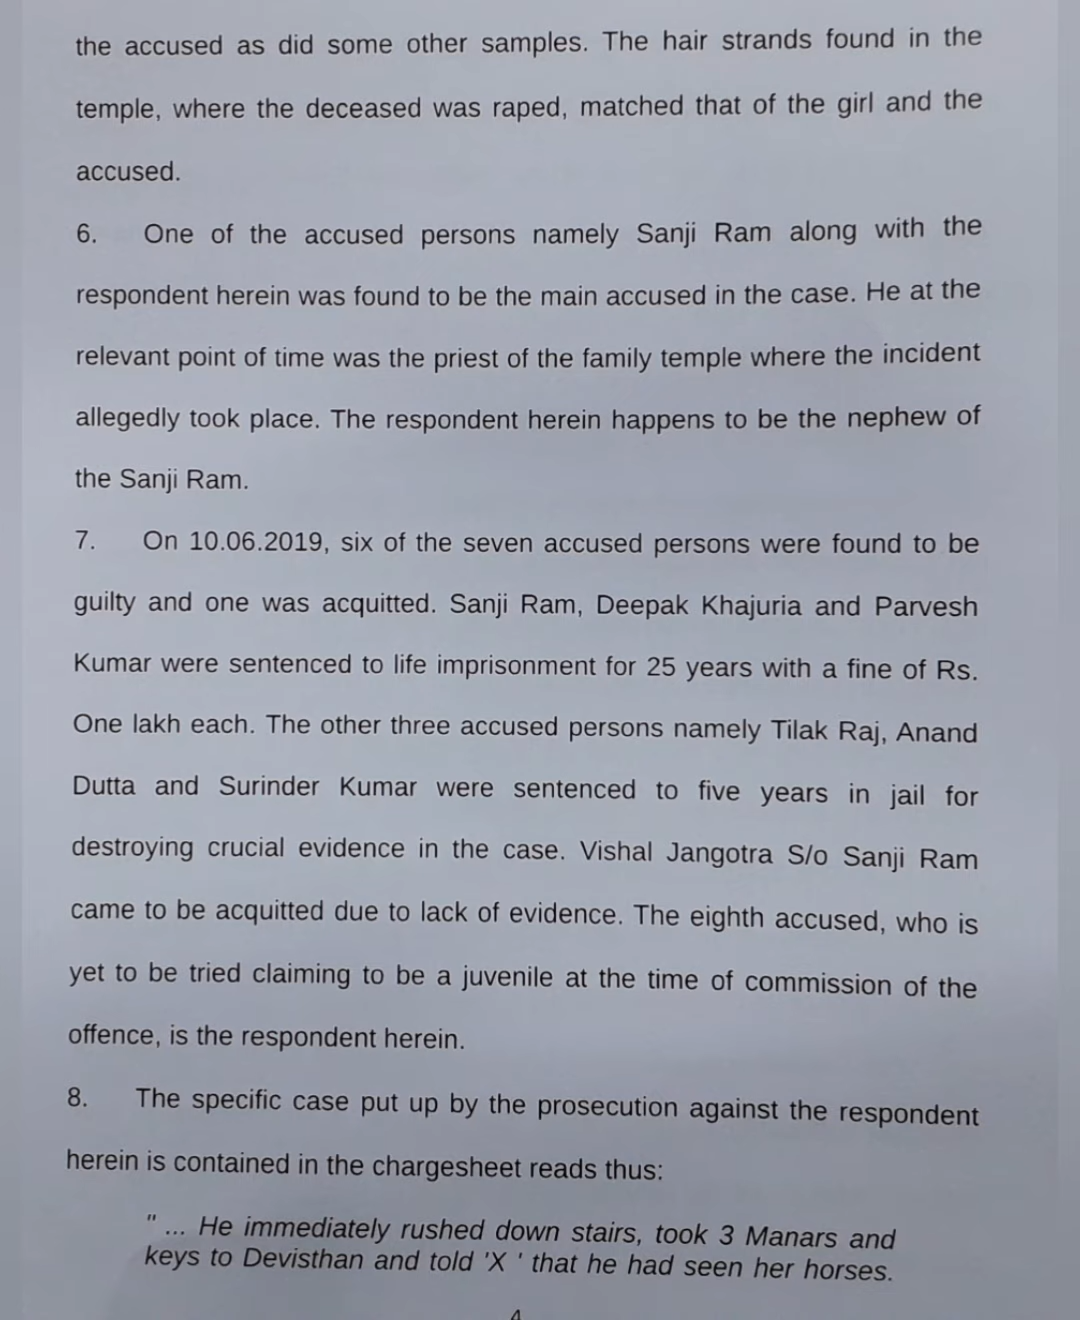 the accused as did some other samples. The hair strands found in the
temple, where the deceased was raped, matched that of the girl and the
accused.
6. One of the accused persons namely Sanji Ram along with the
respondent herein was found to be the main accused in the case. He at the
relevant point of time was the priest of the family temple where the incident
allegedly took place. The respondent herein happens to be the nephew of
the Sanji Ram.
7. On 10.06.2019, six of the seven accused persons were found to be
guilty and one was acquitted. Sanji Ram, Deepak Khajuria and Parvesh
Kumar were sentenced to life imprisonment for 25 years with a fine of Rs.
One lakh each. The other three accused persons namely Tilak Raj, Anand
Dutta and Surinder Kumar were sentenced to five years in jail for
destroying crucial evidence in the case. Vishal Jangotra S/o Sanji Ram
came to be acquitted due to lack of evidence. The eighth accused, who is
yet to be tried claiming to be a juvenile at the time of commission of the
offence, is the respondent herein.
8. The specific case put up by the prosecution against the respondent
herein is contained in the chargesheet reads thus:
" ... He immediately rushed down stairs, took 3 Manars and
keys to Devisthan and told 'X ' that he had seen her horses.
4